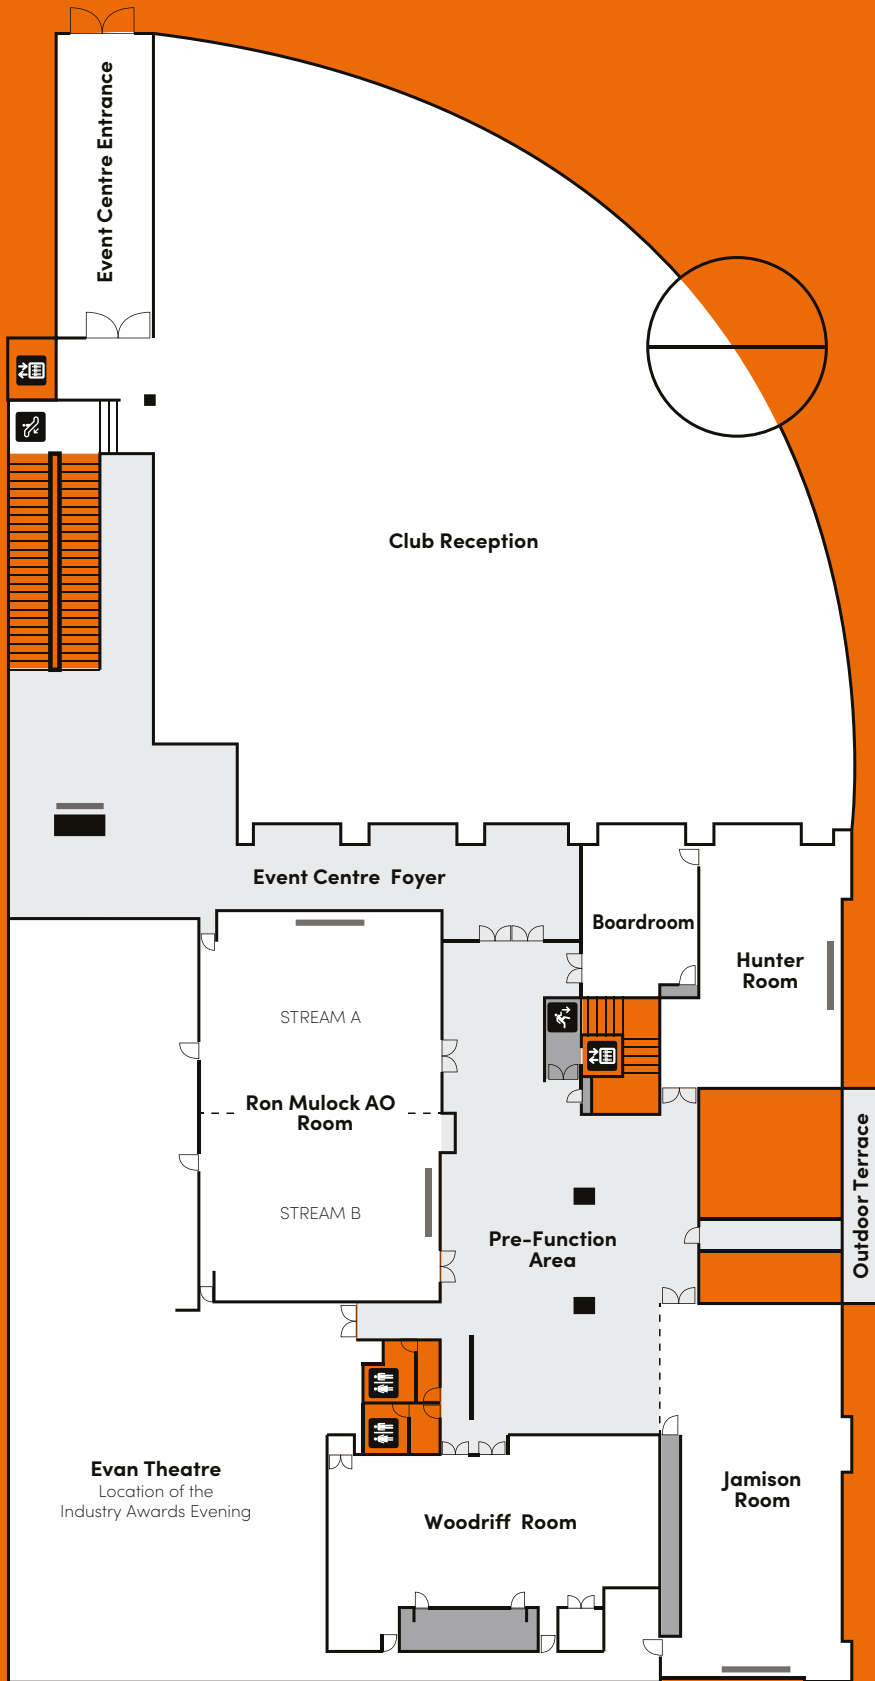 Event Centre Entrance
Club Reception
Event Centre Foyer
Boardroom
Hunter
Room
STREAM A
Ron Mulock AO
Room
STREAM B
Outdoor Terrace
Pre-Function
Area
Evan Theatre
Location of the
Industry Awards Evening
Jamison
Room
Woodriff Room